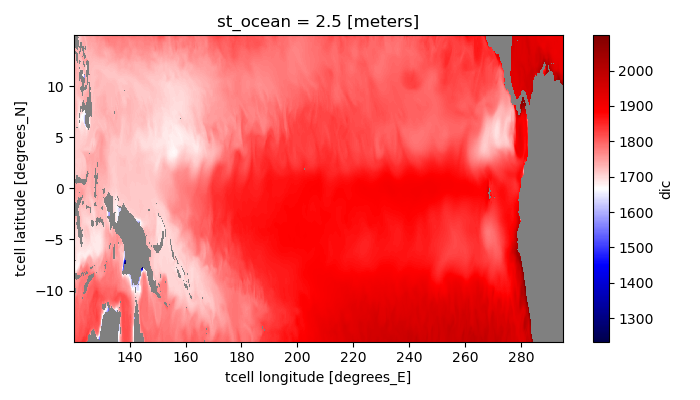 st_ocean = 2.5 [meters]
tcell latitude [degrees_N]
10
5
0
−5
−10
140 160 180 200 220 240 260 280
tcell longitude [degrees_E]
2000
1900
1800
1700
1600
1500
1400
1300
dic